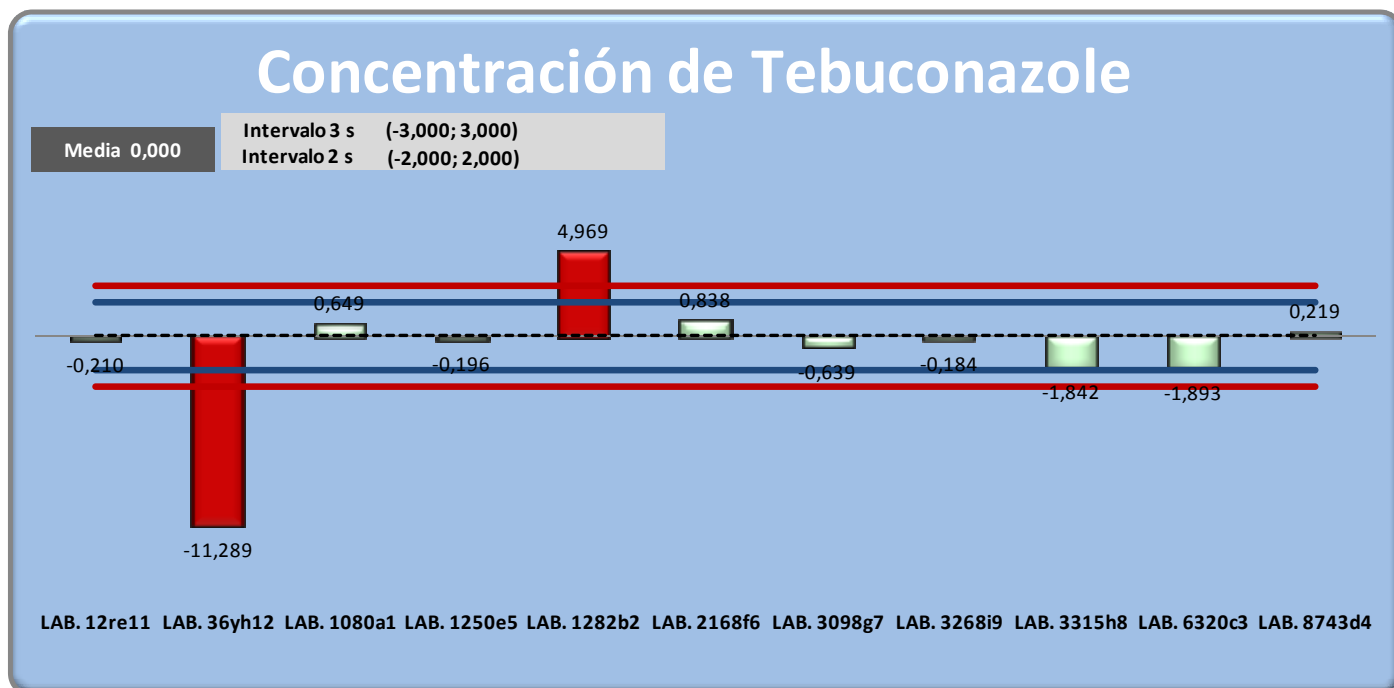 Concentración de Tebuconazole
Media 0,000
Intervalo 3 s (-3,000; 3,000)
Intervalo 2 s (-2,000; 2,000)
4,969
0,649
0,838
0,219
-0,210
-0,196
-0,639
-0,184
-1,842
-1,893
-11,289
LAB. 12re11 LAB. 36yh12 LAB. 1080a1 LAB. 1250e5 LAB. 1282b2 LAB. 2168f6 LAB. 3098g7 LAB. 3268i9 LAB. 3315h8 LAB. 6320c3 LAB. 8743d4